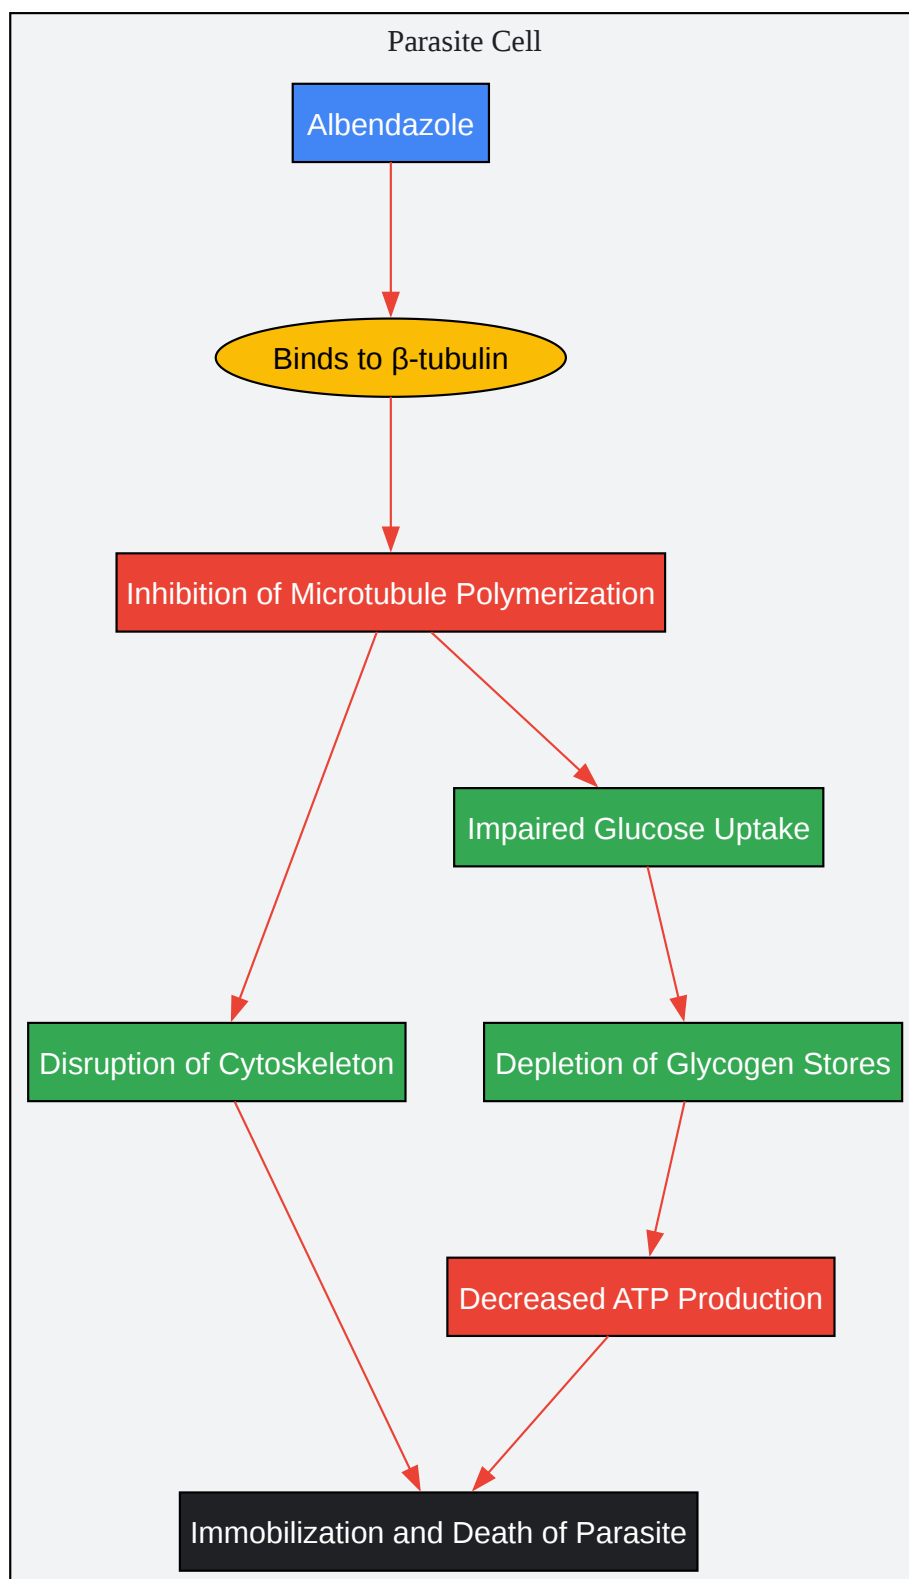 Parasite Cell
Albendazole
Binds to β-tubulin
Inhibition of Microtubule Polymerization
Impaired Glucose Uptake
Disruption of Cytoskeleton
Depletion of Glycogen Stores
Decreased ATP Production
Immobilization and Death of Parasite